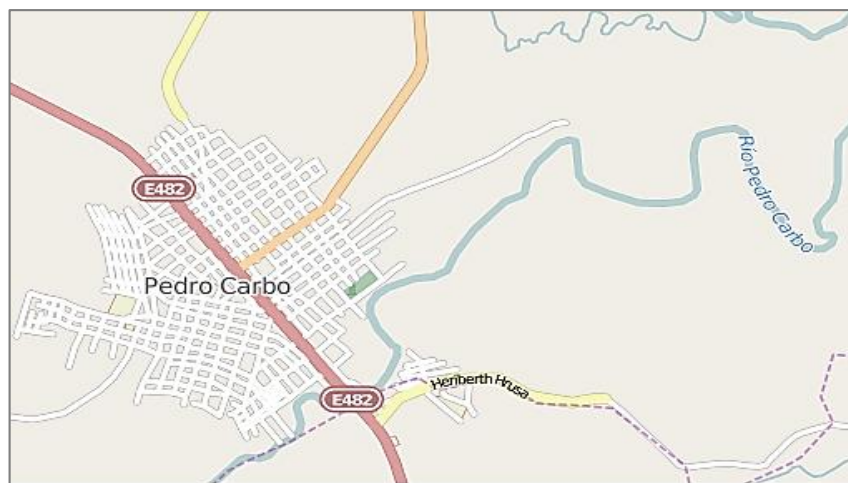 E482
Río Pedro Carbo
Pedro Carbo
Heriberth Hrusa
E482